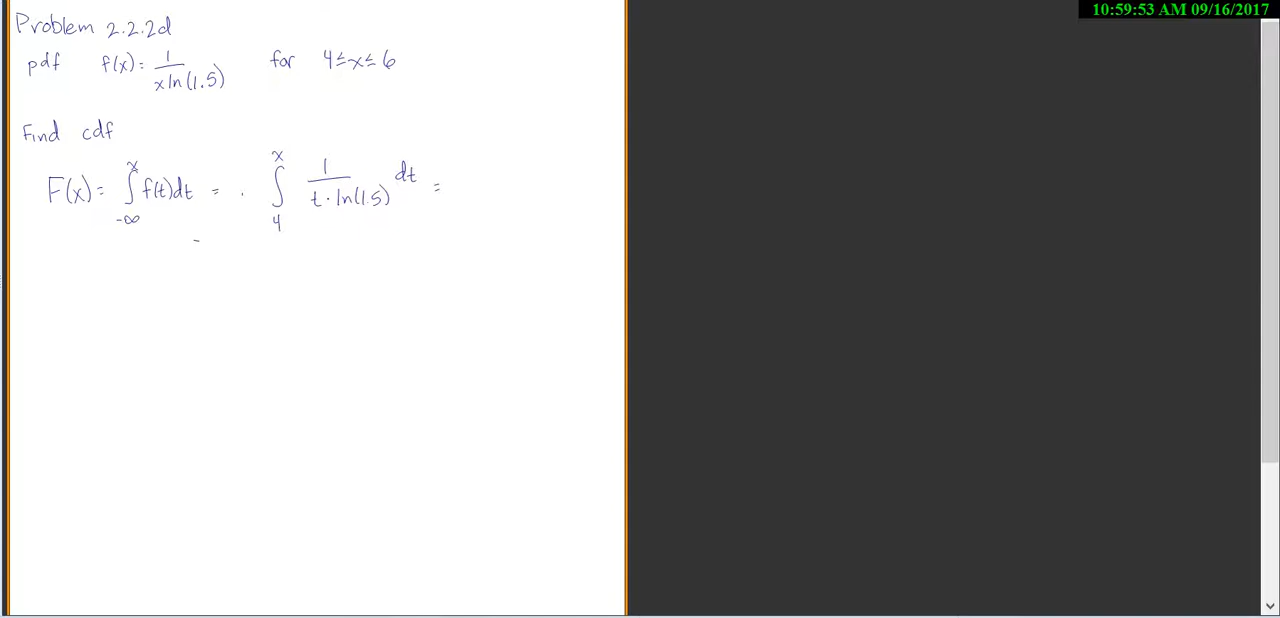 10:59:53 AM 09/16/2017
Problem 2.2.2d
pdf f(x) = 1/(x ln(1.5)) for 4 ≤ x ≤ 6
Find cdf
F(x) = ∫_{-∞}^{x} f(t)dt = . ∫_{4}^{x} 1/(t · ln(1.5)) dt =